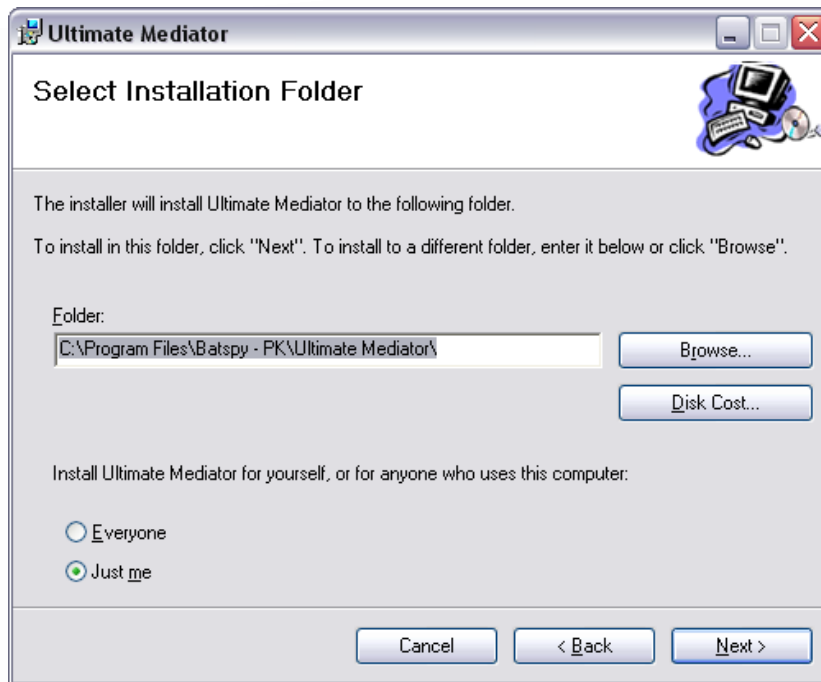 Ultimate Mediator
Select Installation Folder
The installer will install Ultimate Mediator to the following folder.
To install in this folder, click "Next". To install to a different folder, enter it below or click "Browse".
Folder:
C:\Program Files\Batspy - PK\Ultimate Mediator\
Browse...
Disk Cost...
Install Ultimate Mediator for yourself, or for anyone who uses this computer:
Everyone
Just me
Cancel
< Back
Next >